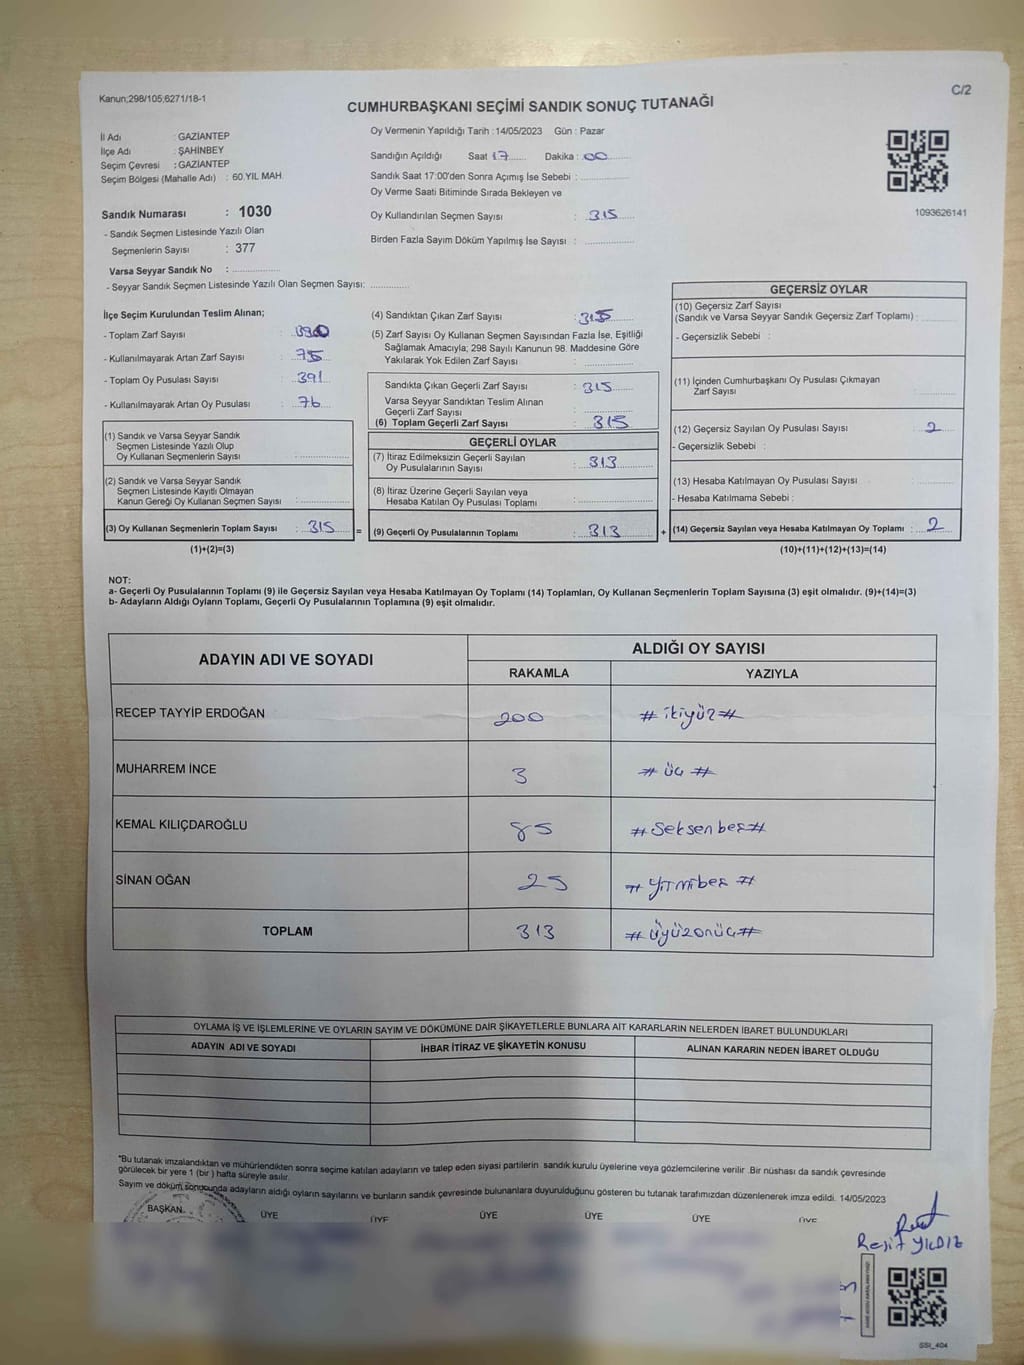 Kanun;298/105;6271/18-1
C/2
CUMHURBAŞKANI SEÇİMİ SANDIK SONUÇ TUTANAĞI
İl Adı : GAZİANTEP
İlçe Adı : ŞAHİNBEY
Seçim Çevresi : GAZİANTEP
Seçim Bölgesi (Mahalle Adı) : 60.YIL MAH.
Sandık Numarası : 1030
- Sandık Seçmen Listesinde Yazılı Olan
Seçmenlerin Sayısı : 377
Varsa Seyyar Sandık No :
- Seyyar Sandık Seçmen Listesinde Yazılı Olan Seçmen Sayısı:
Oy Vermenin Yapıldığı Tarih :14/05/2023 Gün : Pazar
Sandığın Açıldığı Saat 17 Dakika : 00
Sandık Saat 17:00'den Sonra Açımış İse Sebebi :
Oy Verme Saati Bitiminde Sırada Bekleyen ve
Oy Kullandırılan Seçmen Sayısı : 315
Birden Fazla Sayım Döküm Yapılmış İse Sayısı :
1093626141
İlçe Seçim Kurulundan Teslim Alınan;
- Toplam Zarf Sayısı : 390
- Kullanılmayarak Artan Zarf Sayısı : 75
- Toplam Oy Pusulası Sayısı : 391
- Kullanılmayarak Artan Oy Pusulası : 76
(1) Sandık ve Varsa Seyyar Sandık
Seçmen Listesinde Yazılı Olup
Oy Kullanan Seçmenlerin Sayısı :
(2) Sandık ve Varsa Seyyar Sandık
Seçmen Listesinde Kayıtlı Olmayan
Kanun Gereği Oy Kullanan Seçmen Sayısı :
(3) Oy Kullanan Seçmenlerin Toplam Sayısı : 315
(1)+(2)=(3)
(4) Sandıktan Çıkan Zarf Sayısı : 315
(5) Zarf Sayısı Oy Kullanan Seçmen Sayısından Fazla İse, Eşitliği
Sağlamak Amacıyla; 298 Sayılı Kanunun 98. Maddesine Göre
Yakılarak Yok Edilen Zarf Sayısı :
Sandıkta Çıkan Geçerli Zarf Sayısı : 315
Varsa Seyyar Sandıktan Teslim Alınan
Geçerli Zarf Sayısı :
(6) Toplam Geçerli Zarf Sayısı : 315
GEÇERLİ OYLAR
(7) İtiraz Edilmeksizin Geçerli Sayılan
Oy Pusulalarının Sayısı : 313
(8) İtiraz Üzerine Geçerli Sayılan veya
Hesaba Katılan Oy Pusulası Toplamı :
= (9) Geçerli Oy Pusulalarının Toplamı : 313
GEÇERSİZ OYLAR
(10) Geçersiz Zarf Sayısı
(Sandık ve Varsa Seyyar Sandık Geçersiz Zarf Toplamı) :
- Geçersizlik Sebebi :
(11) İçinden Cumhurbaşkanı Oy Pusulası Çıkmayan
Zarf Sayısı :
(12) Geçersiz Sayılan Oy Pusulası Sayısı : 2
- Geçersizlik Sebebi :
(13) Hesaba Katılmayan Oy Pusulası Sayısı :
- Hesaba Katılmama Sebebi :
+ (14) Geçersiz Sayılan veya Hesaba Katılmayan Oy Toplamı : 2
(10)+(11)+(12)+(13)=(14)
NOT:
a- Geçerli Oy Pusulalarının Toplamı (9) ile Geçersiz Sayılan veya Hesaba Katılmayan Oy Toplamı (14) Toplamları, Oy Kullanan Seçmenlerin Toplam Sayısına (3) eşit olmalıdır. (9)+(14)=(3)
b- Adayların Aldığı Oyların Toplamı, Geçerli Oy Pusulalarının Toplamına (9) eşit olmalıdır.
ADAYIN ADI VE SOYADI
ALDIĞI OY SAYISI
RAKAMLA YAZIYLA
RECEP TAYYİP ERDOĞAN 200 # ikiyüz #
MUHARREM İNCE 3 # üç #
KEMAL KILIÇDAROĞLU 85 # Seksenbeş #
SİNAN OĞAN 25 # yirmibeş #
TOPLAM 313 # üçyüzonüç #
OYLAMA İŞ VE İŞLEMLERİNE VE OYLARIN SAYIM VE DÖKÜMÜNE DAİR ŞİKAYETLERLE BUNLARA AİT KARARLARIN NELERDEN İBARET BULUNDUKLARI
ADAYIN ADI VE SOYADI
İHBAR İTİRAZ VE ŞİKAYETİN KONUSU
ALINAN KARARIN NEDEN İBARET OLDUĞU
"Bu tutanak imzalandıktan ve mühürlendikten sonra seçime katılan adayların ve talep eden siyasi partilerin sandık kurulu üyelerine veya gözlemcilerine verilir .Bir nüshası da sandık çevresinde
görülecek bir yere 1 (bir ) hafta süreyle asılır.
Sayım ve döküm sonucunda adayların aldığı oyların sayılarını ve bunların sandık çevresinde bulunanlara duyurulduğunu gösteren bu tutanak tarafımızdan düzenlenerek imza edildi. 14/05/2023
BAŞKAN ÜYE ÜYE ÜYE ÜYE ÜYE ÜYE
Reşit YILDIZ
SSI_404